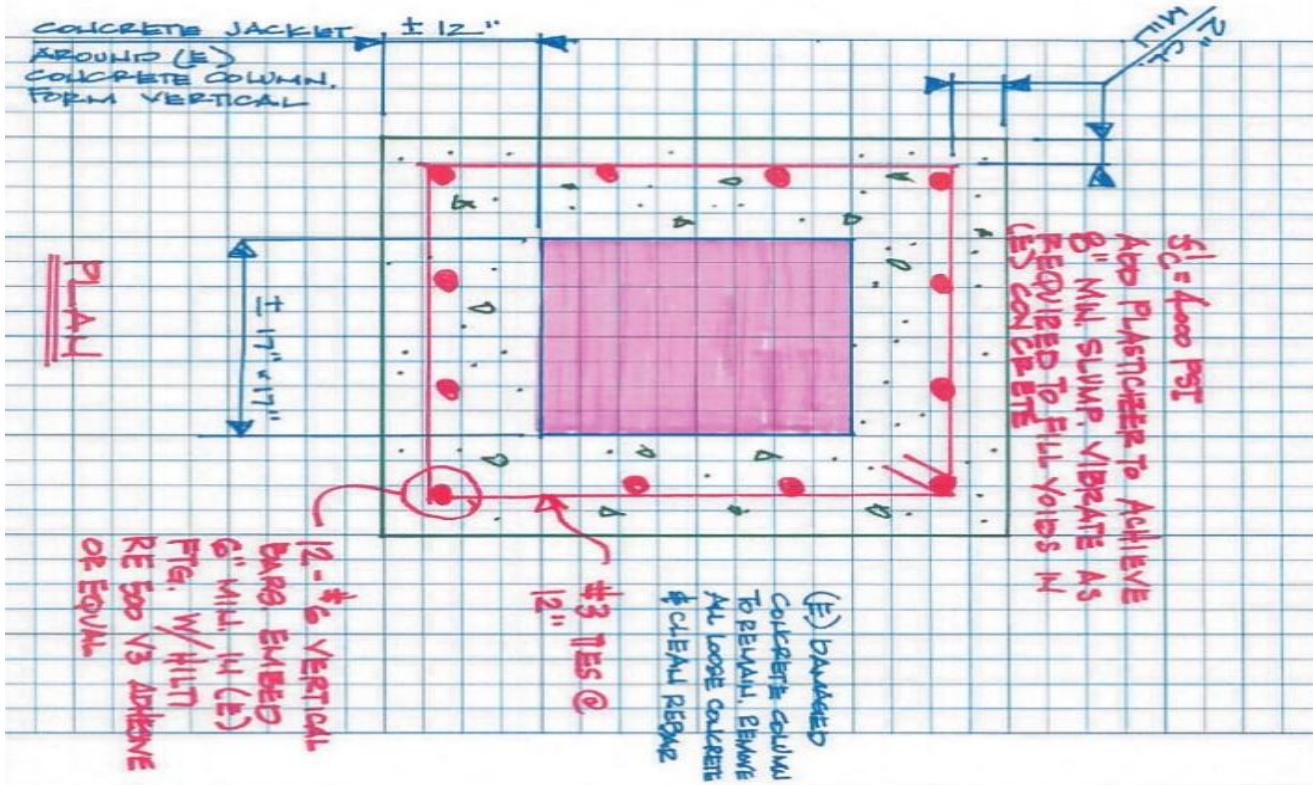 CONCRETE JACKET
AROUND (E)
CONCRETE COLUMN.
FORM VERTICAL
± 12"
2" CLR
MIN
f'c = 4000 PSI
ADD PLASTICIZER TO ACHIEVE
8" MIN. SLUMP. VIBRATE AS
REQUIRED TO FILL VOIDS IN
(E) CONCRETE
PLAN
± 17" x 17"
12 - #6 VERTICAL
BARS EMBED
6" MIN. IN (E)
FTG. W/ HILTI
RE 500 V3 ADHESIVE
OR EQUAL
#3 TIES @
12"
(E) DAMAGED
CONCRETE COLUMN
TO REMAIN. REMOVE
ALL LOOSE CONCRETE
& CLEAN REBAR